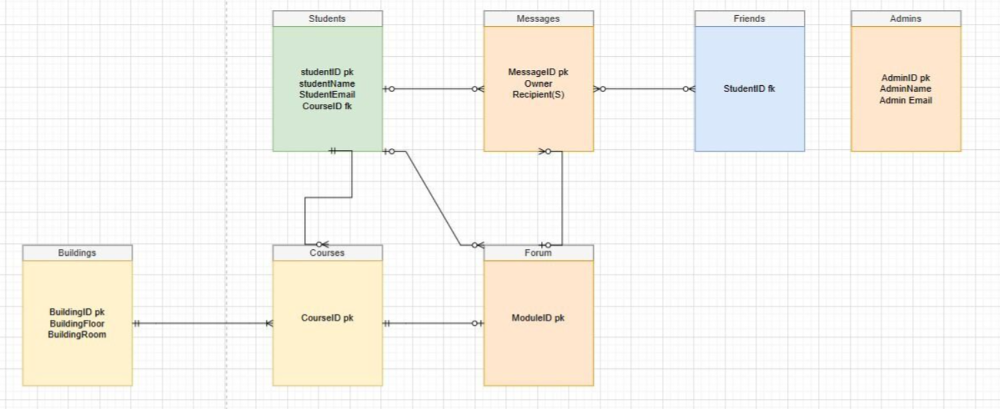 Students
studentID pk
studentName
StudentEmail
CourseID fk
Messages
MessageID pk
Owner
Recipient(S)
Friends
StudentID fk
Admins
AdminID pk
AdminName
Admin Email
Buildings
BuildingID pk
BuildingFloor
BuildingRoom
Courses
CourseID pk
Forum
ModuleID pk